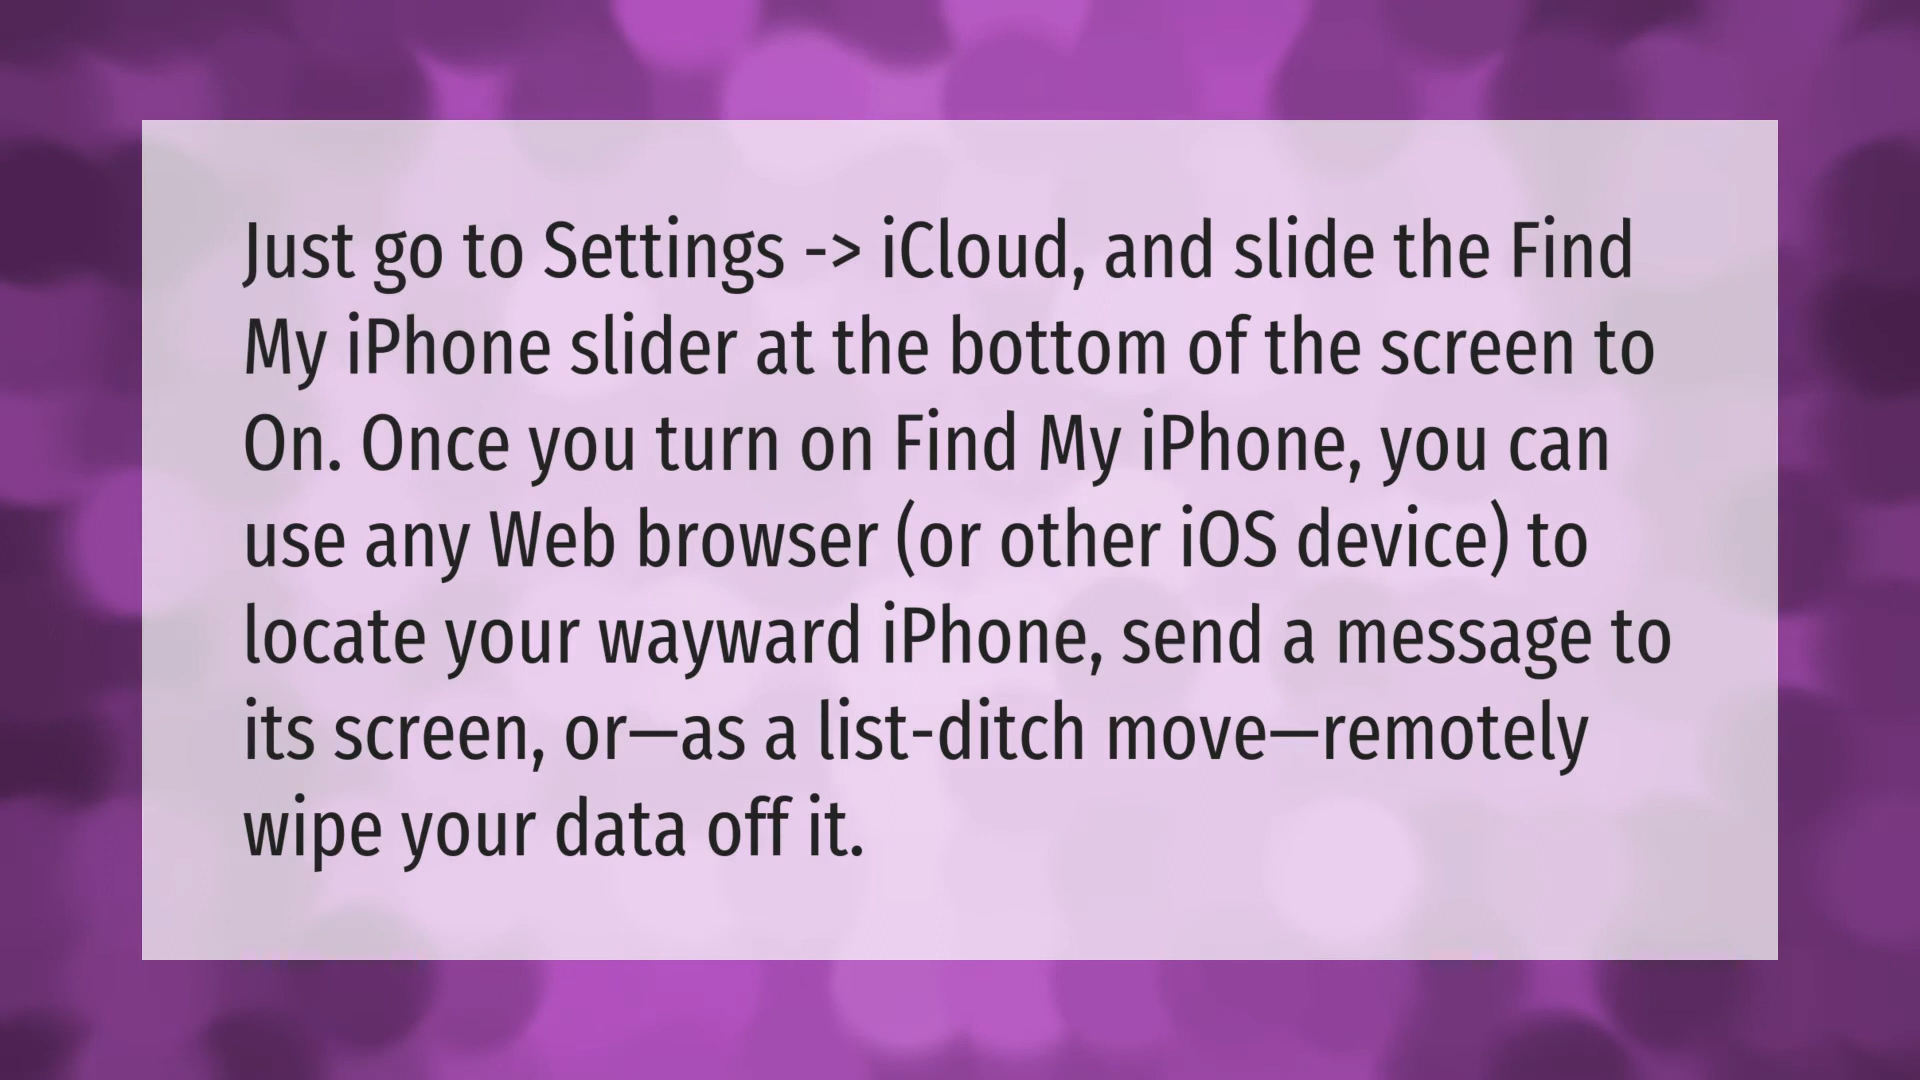 Just go to Settings -> iCloud, and slide the Find
My iPhone slider at the bottom of the screen to
On. Once you turn on Find My iPhone, you can
use any Web browser (or other iOS device) to
locate your wayward iPhone, send a message to
its screen, or—as a list-ditch move—remotely
wipe your data off it.